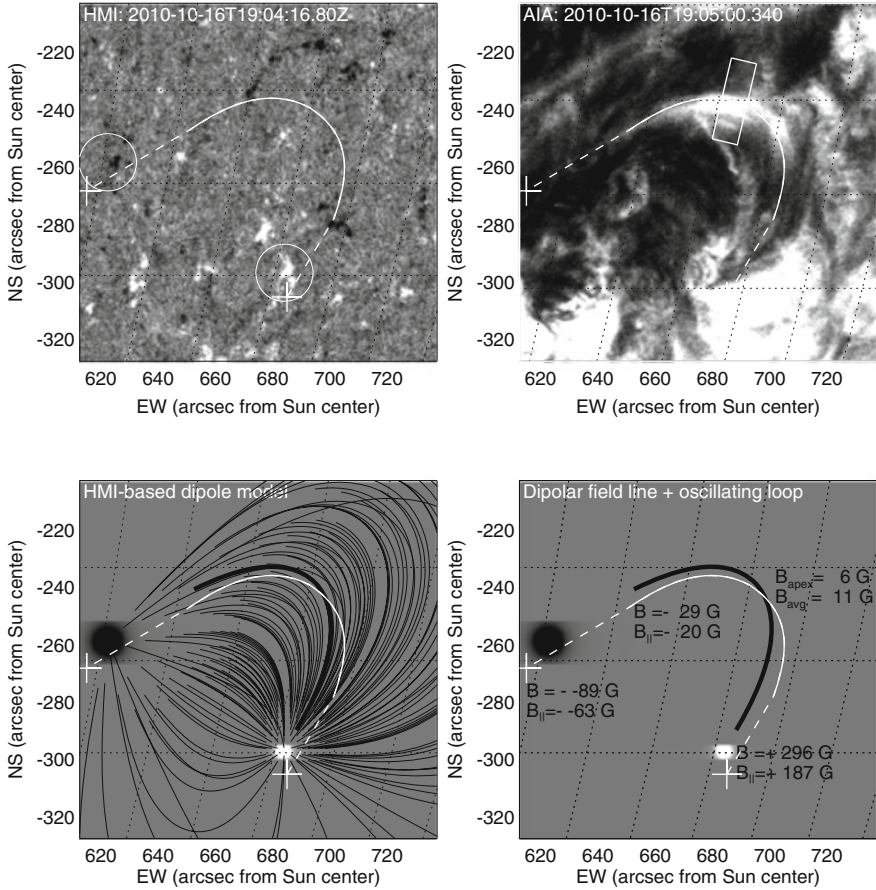 HMI: 2010-10-16T19:04:16.80Z
-220
-240
-260
-280
-300
-320
NS (arcsec from Sun center)
620 640 660 680 700 720
EW (arcsec from Sun center)
AIA: 2010-10-16T19:05:00.340
-220
-240
-260
-280
-300
-320
NS (arcsec from Sun center)
620 640 660 680 700 720
EW (arcsec from Sun center)
HMI-based dipole model
-220
-240
-260
-280
-300
-320
NS (arcsec from Sun center)
620 640 660 680 700 720
EW (arcsec from Sun center)
Dipolar field line + oscillating loop
-220
-240
-260
-280
-300
-320
NS (arcsec from Sun center)
B_apex= 6 G
B_avg = 11 G
B =- 29 G
B_||=- 20 G
B = - -89 G
B_||=- -63 G
B =+ 296 G
B_||=+ 187 G
620 640 660 680 700 720
EW (arcsec from Sun center)